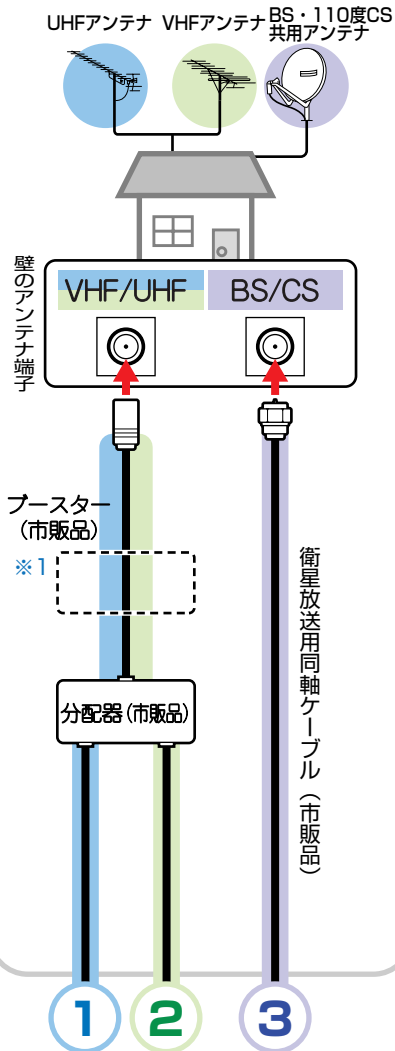 UHFアンテナ
VHFアンテナ
BS・110度CS
共用アンテナ
壁のアンテナ端子
VHF/UHF
BS/CS
ブースター
(市販品)
※1
分配器(市販品)
衛星放送用同軸ケーブル(市販品)
1
2
3